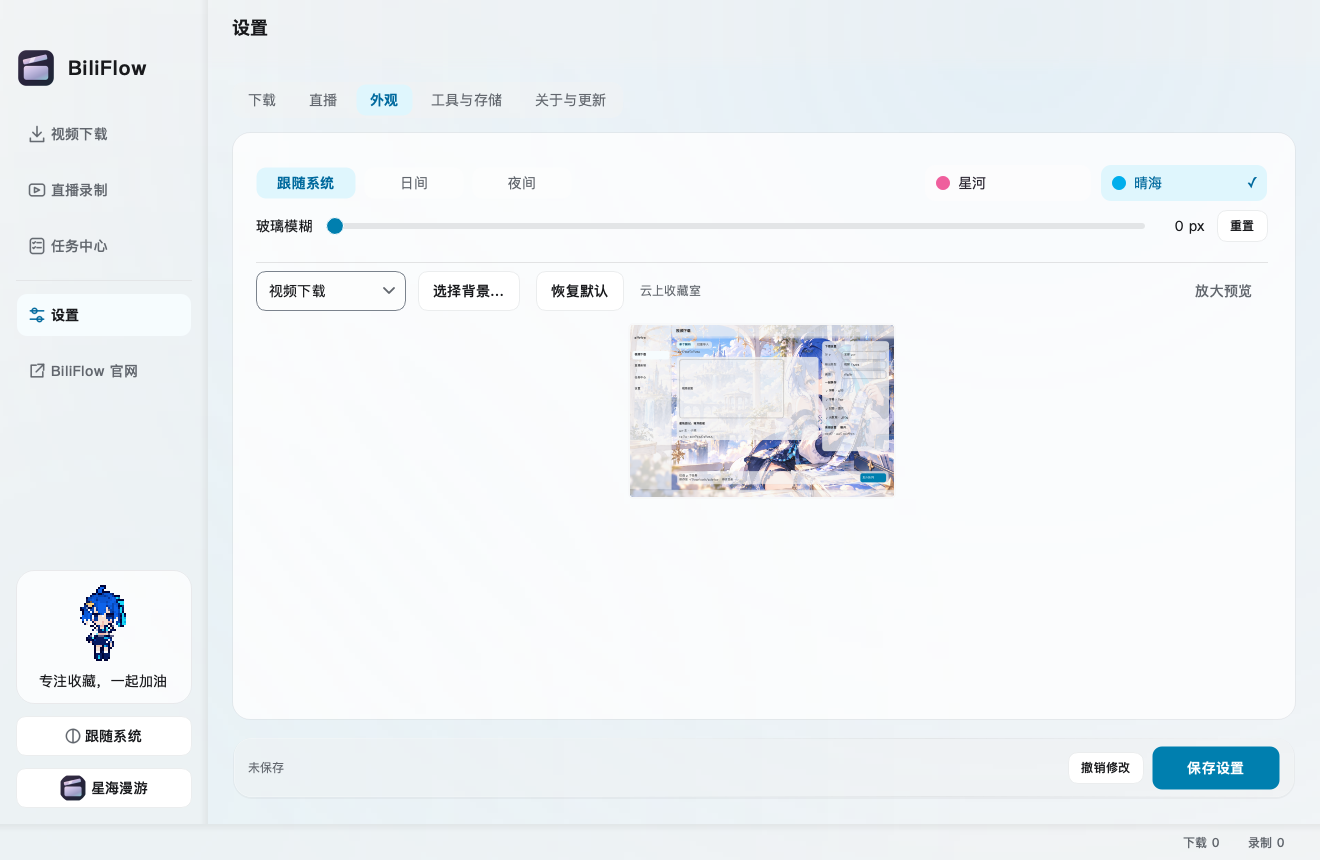 设置
BiliFlow
视频下载
直播录制
任务中心
设置
BiliFlow 官网
专注收藏，一起加油
跟随系统
星海漫游
下载 直播 外观 工具与存储 关于与更新
跟随系统 日间 夜间 星河 晴海 ✓
玻璃模糊 0 px 重置
视频下载 选择背景... 恢复默认 云上收藏室 放大预览
未保存 撤销修改 保存设置
下载 0 录制 0